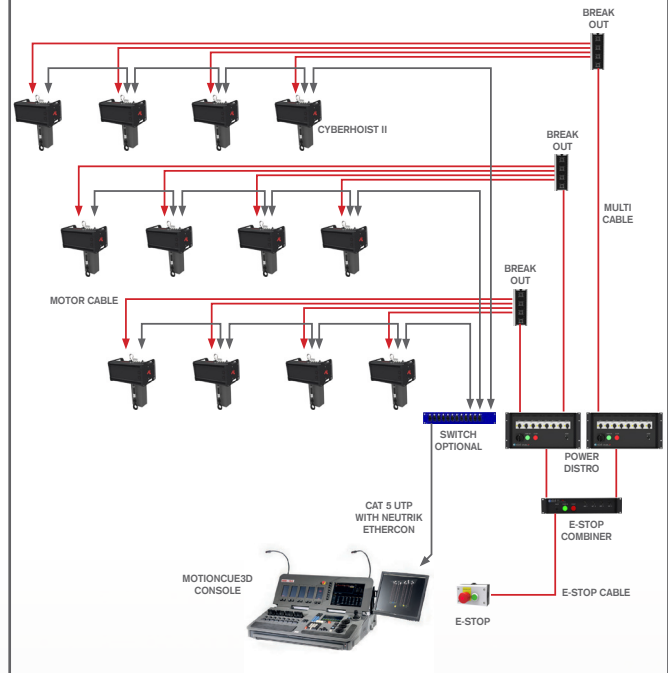 BREAK
OUT
CYBERHOIST II
BREAK
OUT
MULTI
CABLE
BREAK
OUT
MOTOR CABLE
SWITCH
OPTIONAL
POWER
DISTRO
CAT 5 UTP
WITH NEUTRIK
ETHERCON
E-STOP
COMBINER
MOTIONCUE3D
CONSOLE
E-STOP CABLE
E-STOP